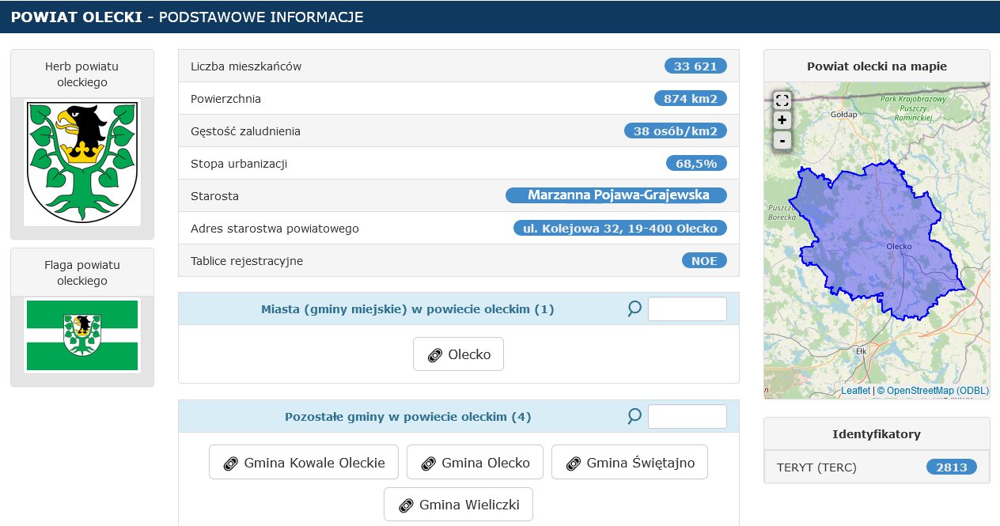 POWIAT OLECKI - PODSTAWOWE INFORMACJE
Herb powiatu
oleckiego
Flaga powiatu
oleckiego
Liczba mieszkańców 33 621
Powierzchnia 874 km2
Gęstość zaludnienia 38 osób/km2
Stopa urbanizacji 68,5%
Starosta Marzanna Pojawa-Grajewska
Adres starostwa powiatowego ul. Kolejowa 32, 19-400 Olecko
Tablice rejestracyjne NOE
Miasta (gminy miejskie) w powiecie oleckim (1)
Olecko
Pozostałe gminy w powiecie oleckim (4)
Gmina Kowale Oleckie Gmina Olecko Gmina Świętajno
Gmina Wieliczki
Powiat olecki na mapie
+
-
Park Krajobrazowy
Puszczy
Rominckiej
Gołdap
Puszcza
Borecka
Olecko
Ełk
Leaflet | © OpenStreetMap (ODBL)
Identyfikatory
TERYT (TERC) 2813